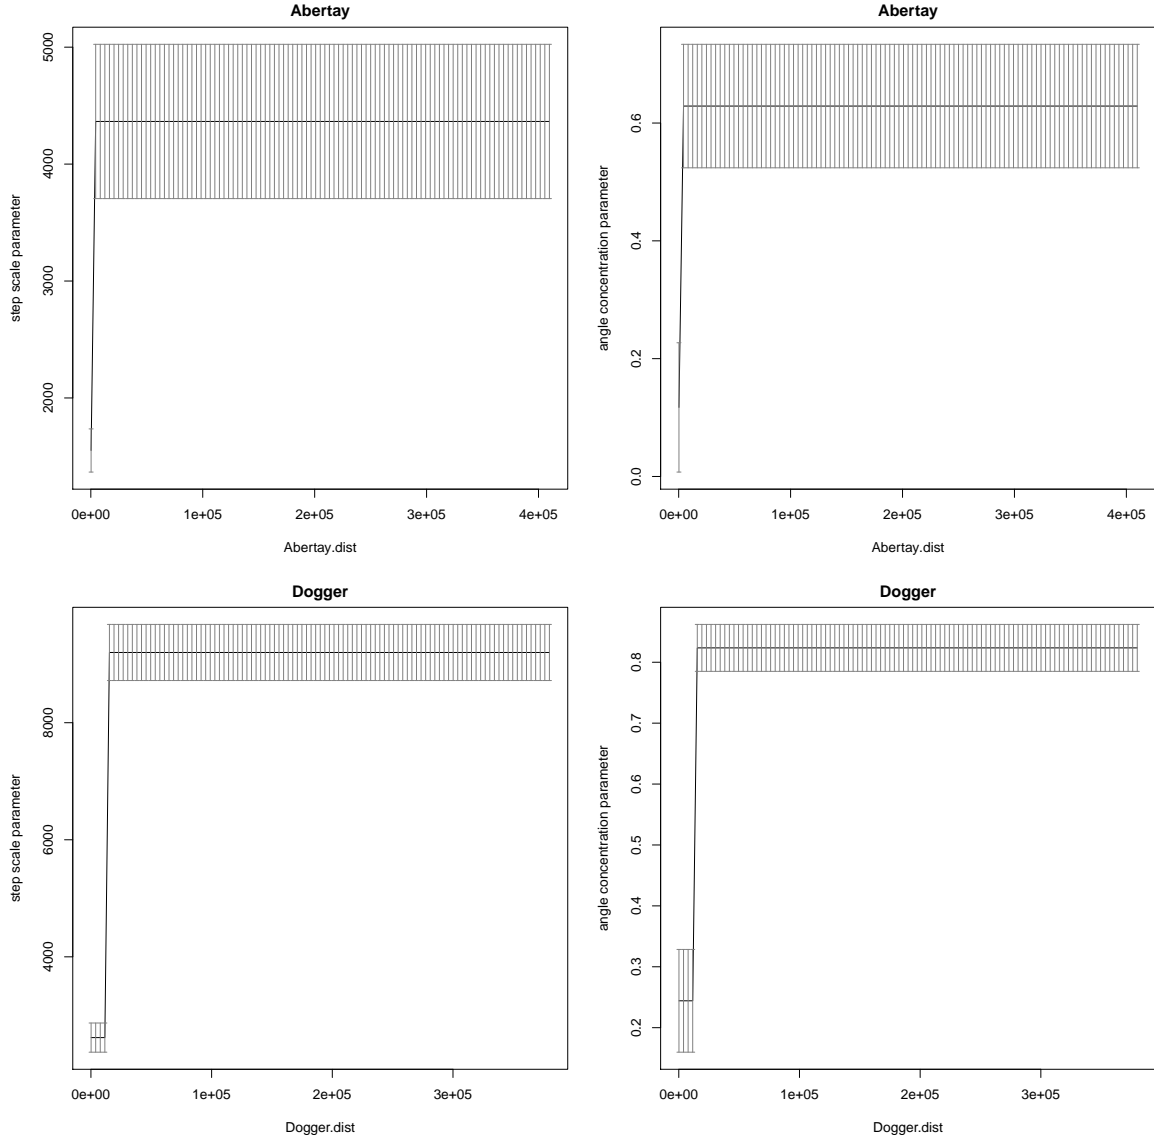 Abertay
step scale parameter
5000
4000
3000
2000
0e+00 1e+05 2e+05 3e+05 4e+05
Abertay.dist
Abertay
angle concentration parameter
0.6
0.4
0.2
0.0
0e+00 1e+05 2e+05 3e+05 4e+05
Abertay.dist
Dogger
step scale parameter
8000
6000
4000
0e+00 1e+05 2e+05 3e+05
Dogger.dist
Dogger
angle concentration parameter
0.8
0.7
0.6
0.5
0.4
0.3
0.2
0e+00 1e+05 2e+05 3e+05
Dogger.dist